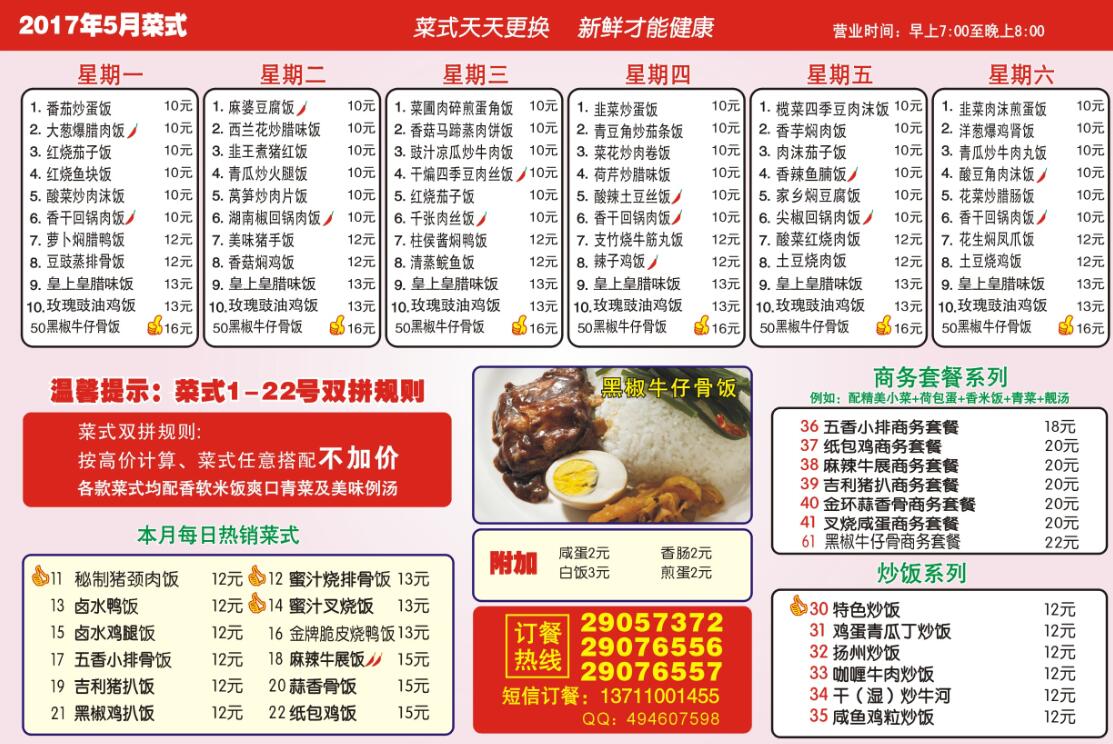 2017年5月菜式
菜式天天更换 新鲜才能健康
营业时间：早上7:00至晚上8:00
星期一
1. 番茄炒蛋饭 10元
2. 大葱爆腊肉饭 10元
3. 红烧茄子饭 10元
4. 红烧鱼块饭 10元
5. 酸菜炒肉沫饭 10元
6. 香干回锅肉饭 10元
7. 萝卜焖腊鸭饭 12元
8. 豆豉蒸排骨饭 12元
9. 皇上皇腊味饭 13元
10. 玫瑰豉油鸡饭 13元
50黑椒牛仔骨饭 16元
星期二
1. 麻婆豆腐饭 10元
2. 西兰花炒腊味饭 10元
3. 韭王煮猪红饭 10元
4. 青瓜炒火腿饭 10元
5. 莴笋炒肉片饭 10元
6. 湖南椒回锅肉饭 10元
7. 美味猪手饭 12元
8. 香菇焖鸡饭 12元
9. 皇上皇腊味饭 13元
10. 玫瑰豉油鸡饭 13元
50黑椒牛仔骨饭 16元
星期三
1. 菜圃肉碎煎蛋角饭 10元
2. 香菇马蹄蒸肉饼饭 10元
3. 豉汁凉瓜炒牛肉饭 10元
4. 干煸四季豆肉丝饭 10元
5. 红烧茄子饭 10元
6. 千张肉丝饭 10元
7. 柱侯酱焖鸭饭 12元
8. 清蒸鲩鱼饭 12元
9. 皇上皇腊味饭 13元
10. 玫瑰豉油鸡饭 13元
50黑椒牛仔骨饭 16元
星期四
1. 韭菜炒蛋饭 10元
2. 青豆角炒茄条饭 10元
3. 菜花炒肉卷饭 10元
4. 荷芹炒腊味饭 10元
5. 酸辣土豆丝饭 10元
6. 香干回锅肉饭 10元
7. 支竹烧牛筋丸饭 12元
8. 辣子鸡饭 12元
9. 皇上皇腊味饭 13元
10. 玫瑰豉油鸡饭 13元
50黑椒牛仔骨饭 16元
星期五
1. 榄菜四季豆肉沫饭 10元
2. 香芋焖肉饭 10元
3. 肉沫茄子饭 10元
4. 香辣鱼腩饭 10元
5. 家乡焖豆腐饭 10元
6. 尖椒回锅肉饭 10元
7. 酸菜红烧肉饭 12元
8. 土豆烧肉饭 12元
9. 皇上皇腊味饭 13元
10. 玫瑰豉油鸡饭 13元
50黑椒牛仔骨饭 16元
星期六
1. 韭菜肉沫煎蛋饭 10元
2. 洋葱爆鸡肾饭 10元
3. 青瓜炒牛肉丸饭 10元
4. 酸豆角肉沫饭 10元
5. 花菜炒腊肠饭 10元
6. 香干回锅肉饭 10元
7. 花生焖凤爪饭 12元
8. 土豆烧鸡饭 12元
9. 皇上皇腊味饭 13元
10. 玫瑰豉油鸡饭 13元
50黑椒牛仔骨饭 16元
温馨提示：菜式1-22号双拼规则
菜式双拼规则:
按高价计算、菜式任意搭配不加价
各款菜式均配香软米饭爽口青菜及美味例汤
本月每日热销菜式
11 秘制猪颈肉饭 12元 12 蜜汁烧排骨饭 13元
13 卤水鸭饭 12元 14 蜜汁叉烧饭 13元
15 卤水鸡腿饭 12元 16 金牌脆皮烧鸭饭 13元
17 五香小排骨饭 12元 18 麻辣牛展饭 15元
19 吉利猪扒饭 12元 20 蒜香骨饭 15元
21 黑椒鸡扒饭 12元 22 纸包鸡饭 15元
黑椒牛仔骨饭
附加
咸蛋2元 香肠2元
白饭3元 煎蛋2元
订餐热线
29057372
29076556
29076557
短信订餐：13711001455
QQ：494607598
商务套餐系列
例如：配精美小菜+荷包蛋+香米饭+青菜+靓汤
36 五香小排商务套餐 18元
37 纸包鸡商务套餐 20元
38 麻辣牛展商务套餐 20元
39 吉利猪扒商务套餐 20元
40 金环蒜香骨商务套餐 20元
41 叉烧咸蛋商务套餐 20元
61 黑椒牛仔骨商务套餐 22元
炒饭系列
30 特色炒饭 12元
31 鸡蛋青瓜丁炒饭 12元
32 扬州炒饭 12元
33 咖喱牛肉炒饭 12元
34 干（湿）炒牛河 12元
35 咸鱼鸡粒炒饭 12元